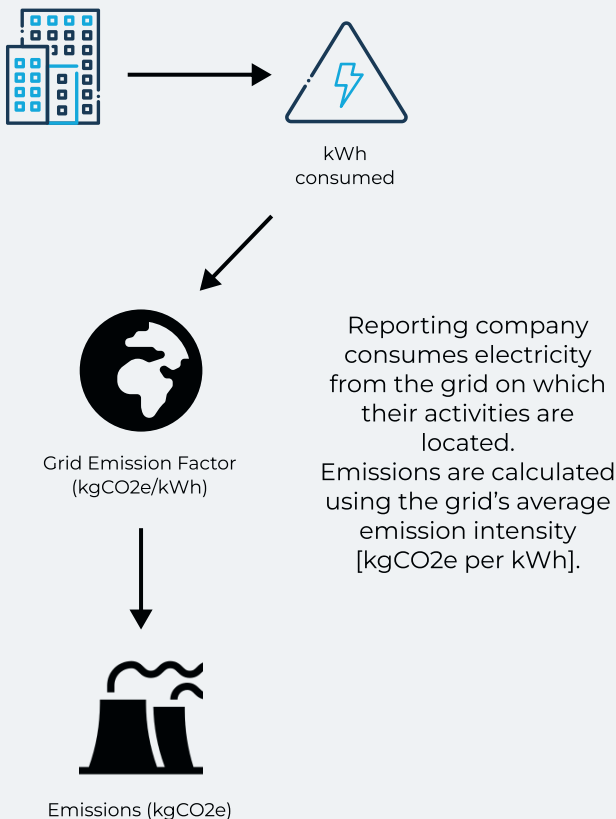 kWh
consumed
Grid Emission Factor
(kgCO2e/kWh)
Reporting company
consumes electricity
from the grid on which
their activities are
located.
Emissions are calculated
using the grid's average
emission intensity
[kgCO2e per kWh].
Emissions (kgCO2e)